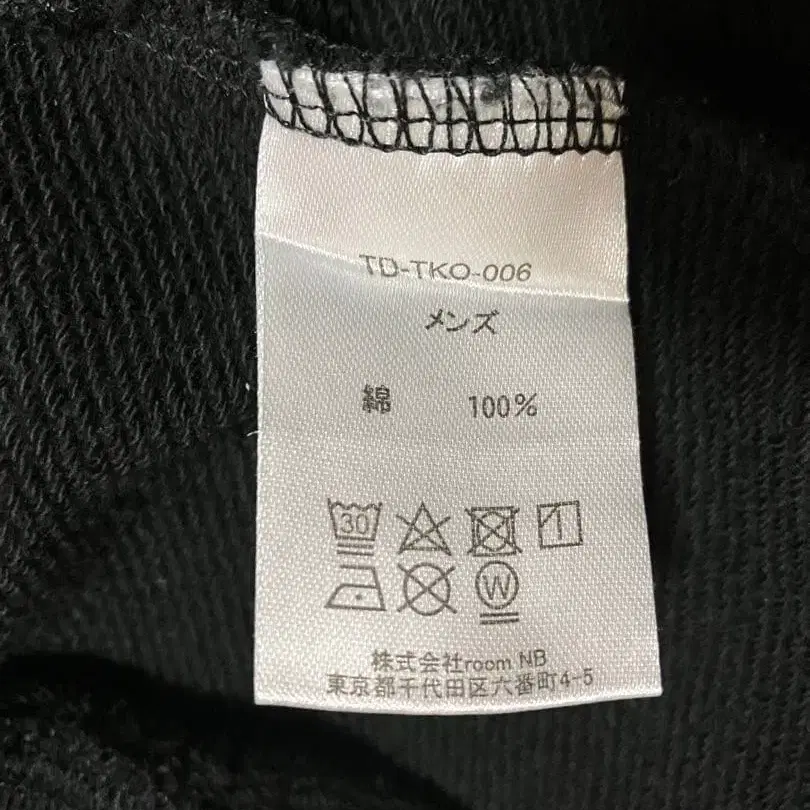 TD-TKO-006
メンズ
綿 100%
30
W
株式会社room NB
東京都千代田区六番町4-5